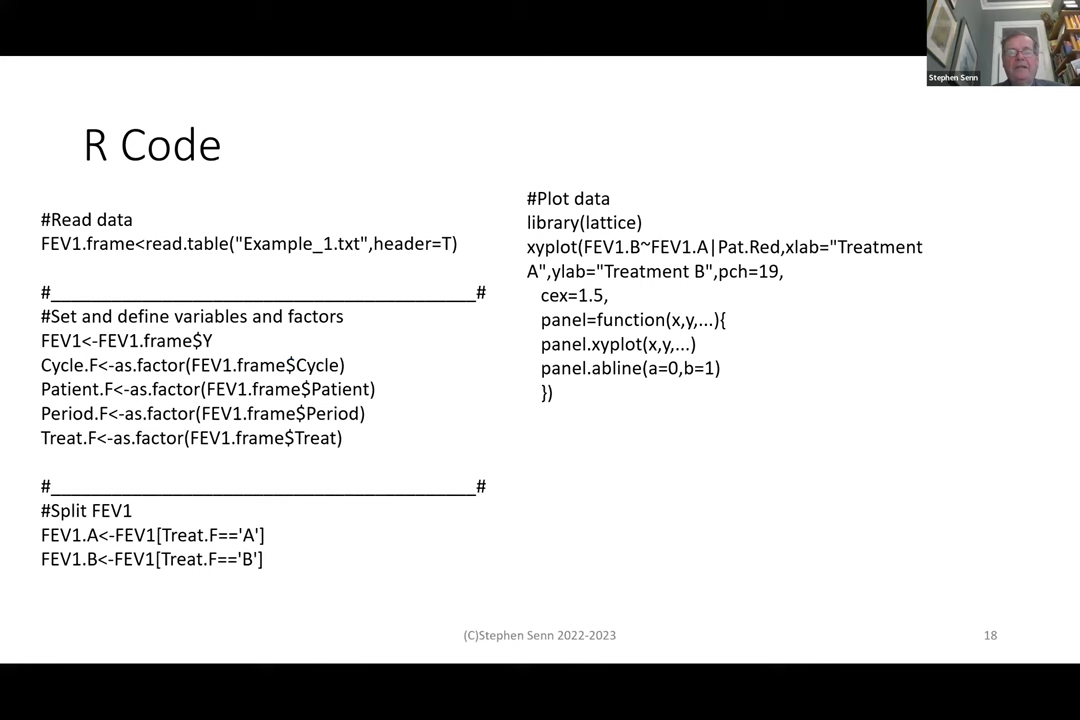 Stephen Senn
R Code
#Read data
FEV1.frame<read.table("Example_1.txt",header=T)
#__________________________________________#
#Set and define variables and factors
FEV1<-FEV1.frame$Y
Cycle.F<-as.factor(FEV1.frame$Cycle)
Patient.F<-as.factor(FEV1.frame$Patient)
Period.F<-as.factor(FEV1.frame$Period)
Treat.F<-as.factor(FEV1.frame$Treat)
#__________________________________________#
#Split FEV1
FEV1.A<-FEV1[Treat.F=='A']
FEV1.B<-FEV1[Treat.F=='B']
#Plot data
library(lattice)
xyplot(FEV1.B~FEV1.A|Pat.Red,xlab="Treatment
A",ylab="Treatment B",pch=19,
cex=1.5,
panel=function(x,y,...){
panel.xyplot(x,y,...)
panel.abline(a=0,b=1)
})
(C)Stephen Senn 2022-2023
18